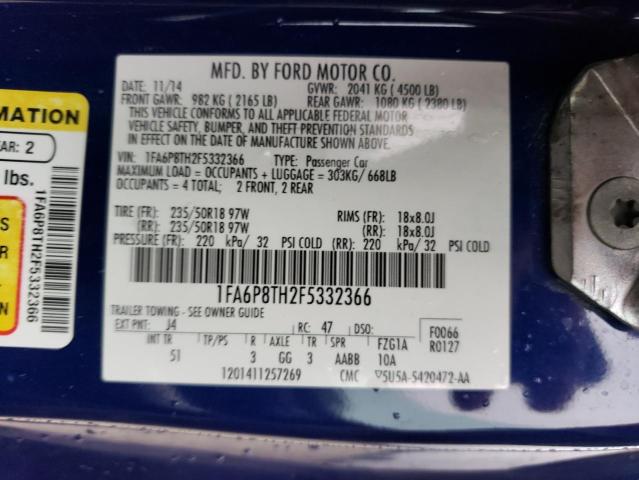 MFD. BY FORD MOTOR CO.
DATE: 11/14 GVWR: 2041 KG ( 4500 LB)
FRONT GAWR: 982 KG ( 2165 LB) REAR GAWR: 1080 KG ( 2380 LB)
THIS VEHICLE CONFORMS TO ALL APPLICABLE FEDERAL MOTOR
VEHICLE SAFETY, BUMPER, AND THEFT PREVENTION STANDARDS
IN EFFECT ON THE DATE OF MANUFACTURE SHOWN ABOVE.
VIN: 1FA6P8TH2F5332366 TYPE: Passenger Car
MAXIMUM LOAD = OCCUPANTS + LUGGAGE = 303KG/ 668LB
OCCUPANTS = 4 TOTAL; 2 FRONT, 2 REAR
TIRE (FR): 235/50R18 97W RIMS (FR): 18x8.0J
(RR): 235/50R18 97W (RR): 18x8.0J
PRESSURE (FR): 220 kPa/ 32 PSI COLD (RR): 220 kPa/ 32 PSI COLD
1FA6P8TH2F5332366
TRAILER TOWING - SEE OWNER GUIDE
EXT PNT: J4 RC: 47 DSO: F0066
INT TR TP/PS R AXLE TR SPR FZG1A R0127
51 3 GG 3 AABB 10A
1201411257269 CMC 5U5A-5420472-AA
MATION
AR: 2
lbs.
1FA6P8TH2F5332366
S
ER
ON